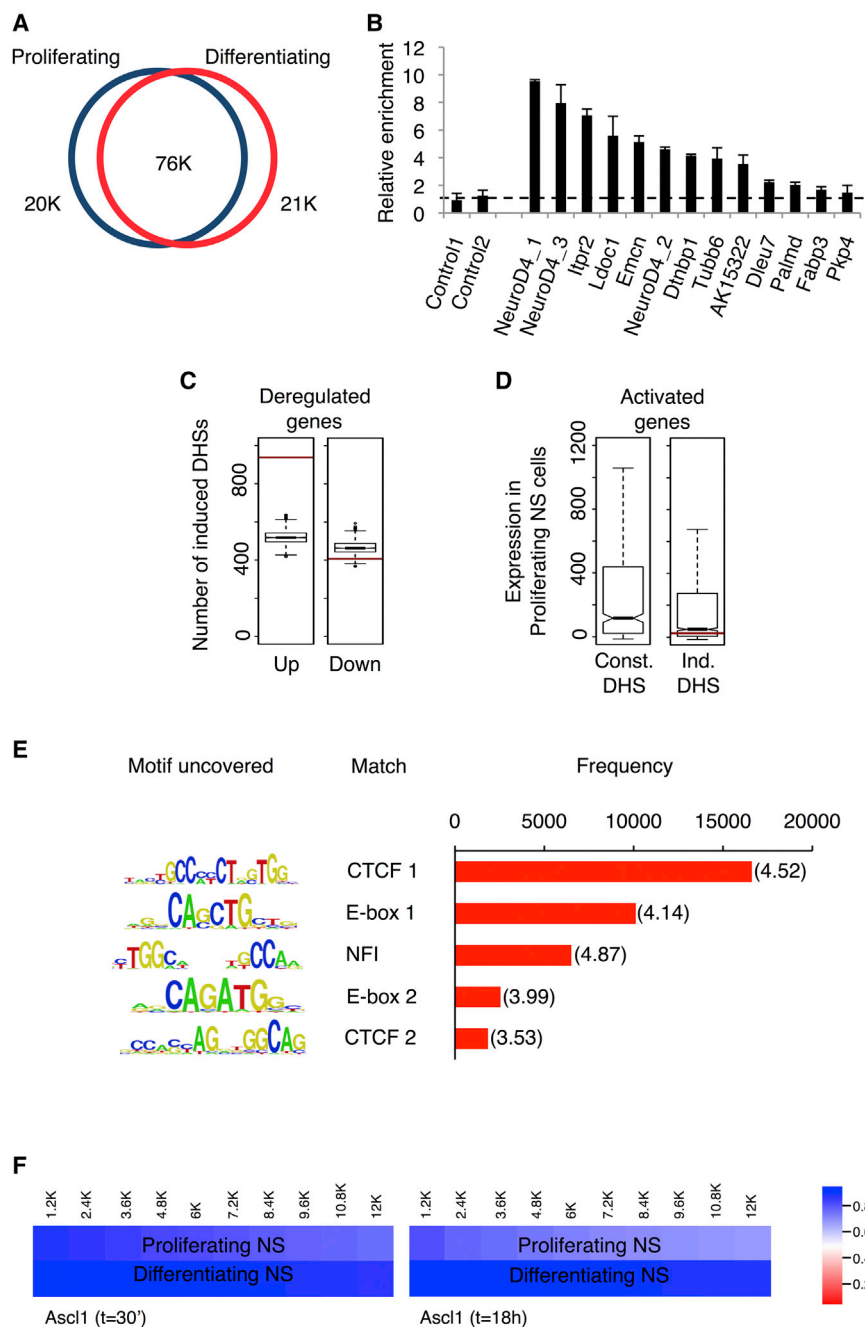 A
Proliferating
Differentiating
76K
20K
21K
B
Relative enrichment
12
10
8
6
4
2
0
Control1
Control2
NeuroD4_1
NeuroD4_3
Itpr2
Ldoc1
Emcn
NeuroD4_2
Dtnbp1
Tubb6
AK15322
Dleu7
Palmd
Fabp3
Pkp4
C
Deregulated
genes
Number of induced DHSs
800
400
0
Up
Down
D
Activated
genes
Expression in
Proliferating NS cells
1200
800
400
0
Const.
DHS
Ind.
DHS
E
Motif uncovered
Match
Frequency
0
5000
10000
15000
20000
CTCF 1
(4.52)
E-box 1
(4.14)
NFI
(4.87)
E-box 2
(3.99)
CTCF 2
(3.53)
F
1.2K
2.4K
3.6K
4.8K
6K
7.2K
8.4K
9.6K
10.8K
12K
1.2K
2.4K
3.6K
4.8K
6K
7.2K
8.4K
9.6K
10.8K
12K
Proliferating NS
Differentiating NS
Proliferating NS
Differentiating NS
Ascl1 (t=30')
Ascl1 (t=18h)
0.6
0.4